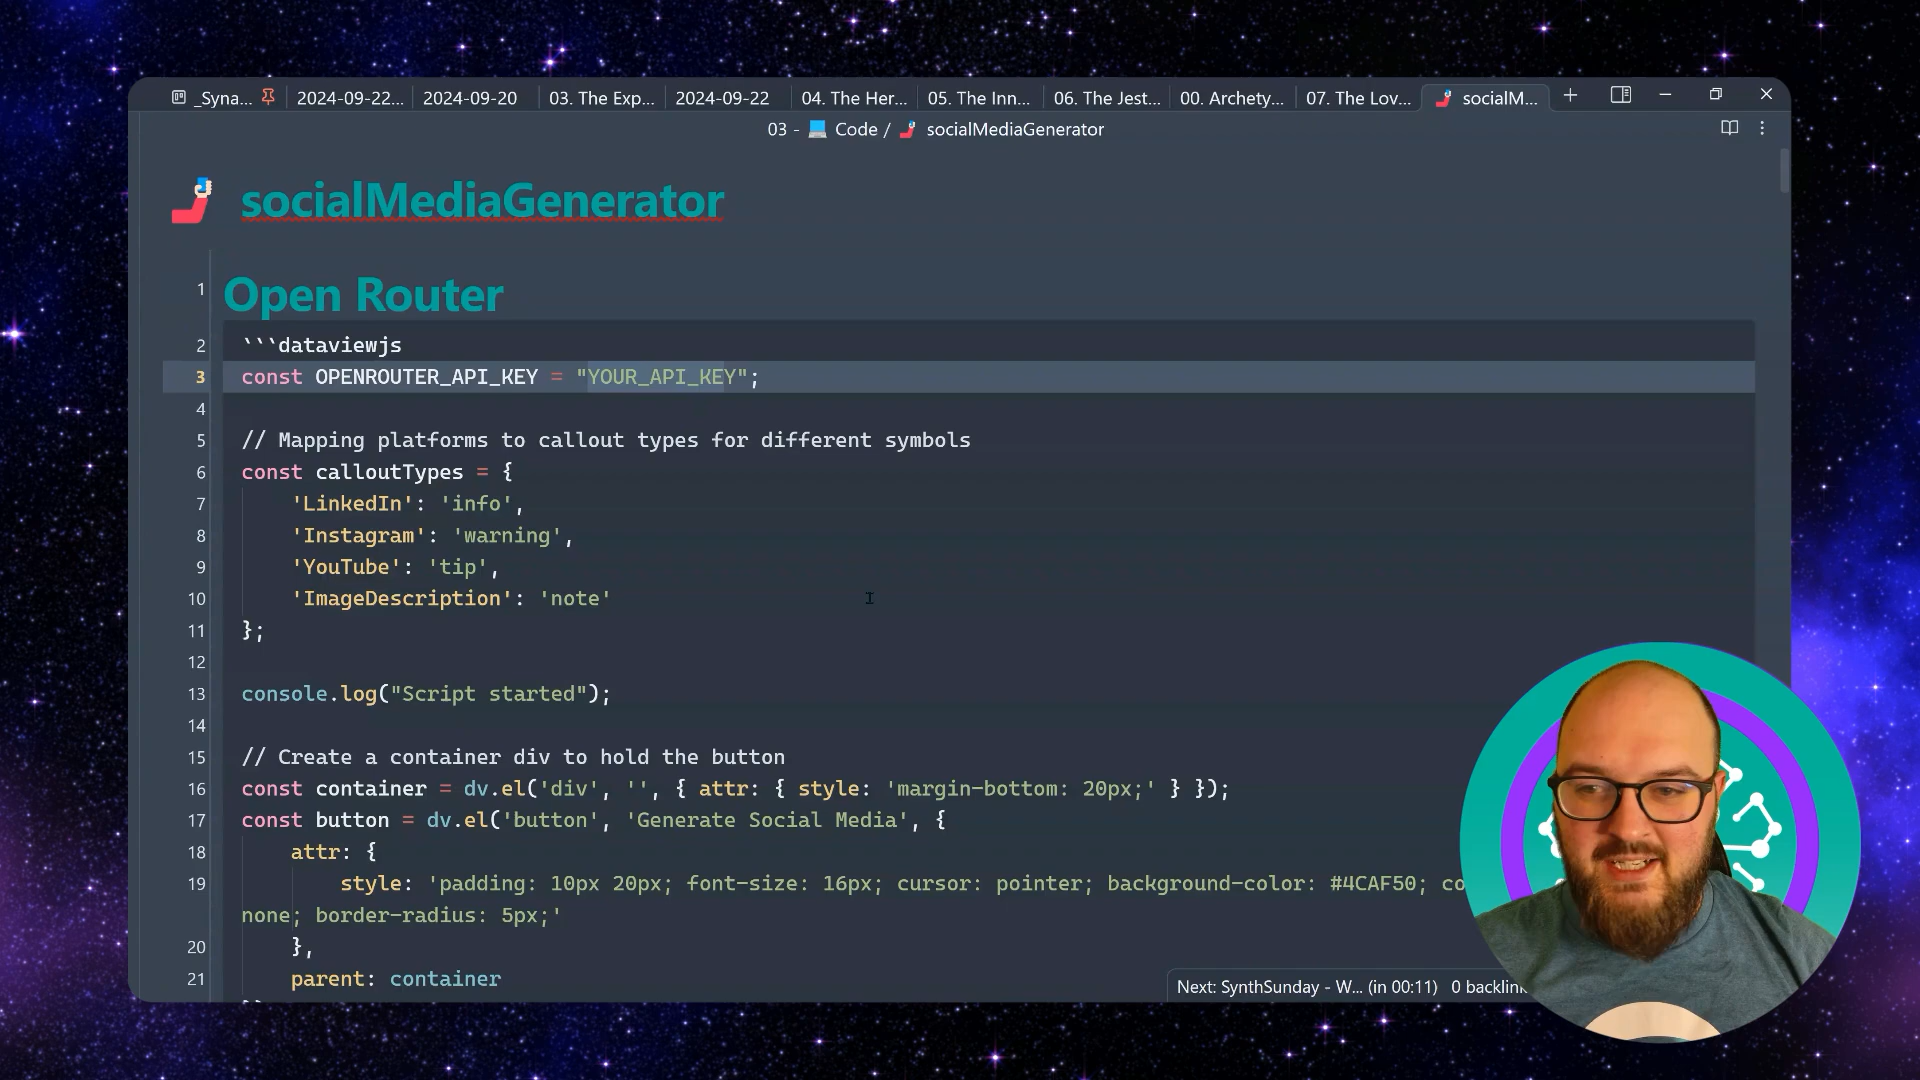 _Syna...
2024-09-22...
2024-09-20
03. The Exp...
2024-09-22
04. The Her...
05. The Inn...
06. The Jest...
00. Archety...
07. The Lov...
socialM...
03 - Code / socialMediaGenerator
socialMediaGenerator
1 Open Router
2 ```dataviewjs
3 const OPENROUTER_API_KEY = "YOUR_API_KEY";
4
5 // Mapping platforms to callout types for different symbols
6 const calloutTypes = {
7 'LinkedIn': 'info',
8 'Instagram': 'warning',
9 'YouTube': 'tip',
10 'ImageDescription': 'note'
11 };
12
13 console.log("Script started");
14
15 // Create a container div to hold the button
16 const container = dv.el('div', '', { attr: { style: 'margin-bottom: 20px;' } });
17 const button = dv.el('button', 'Generate Social Media', {
18 attr: {
19 style: 'padding: 10px 20px; font-size: 16px; cursor: pointer; background-color: #4CAF50; co
none; border-radius: 5px;'
20 },
21 parent: container
Next: SynthSunday - W... (in 00:11) 0 backlink